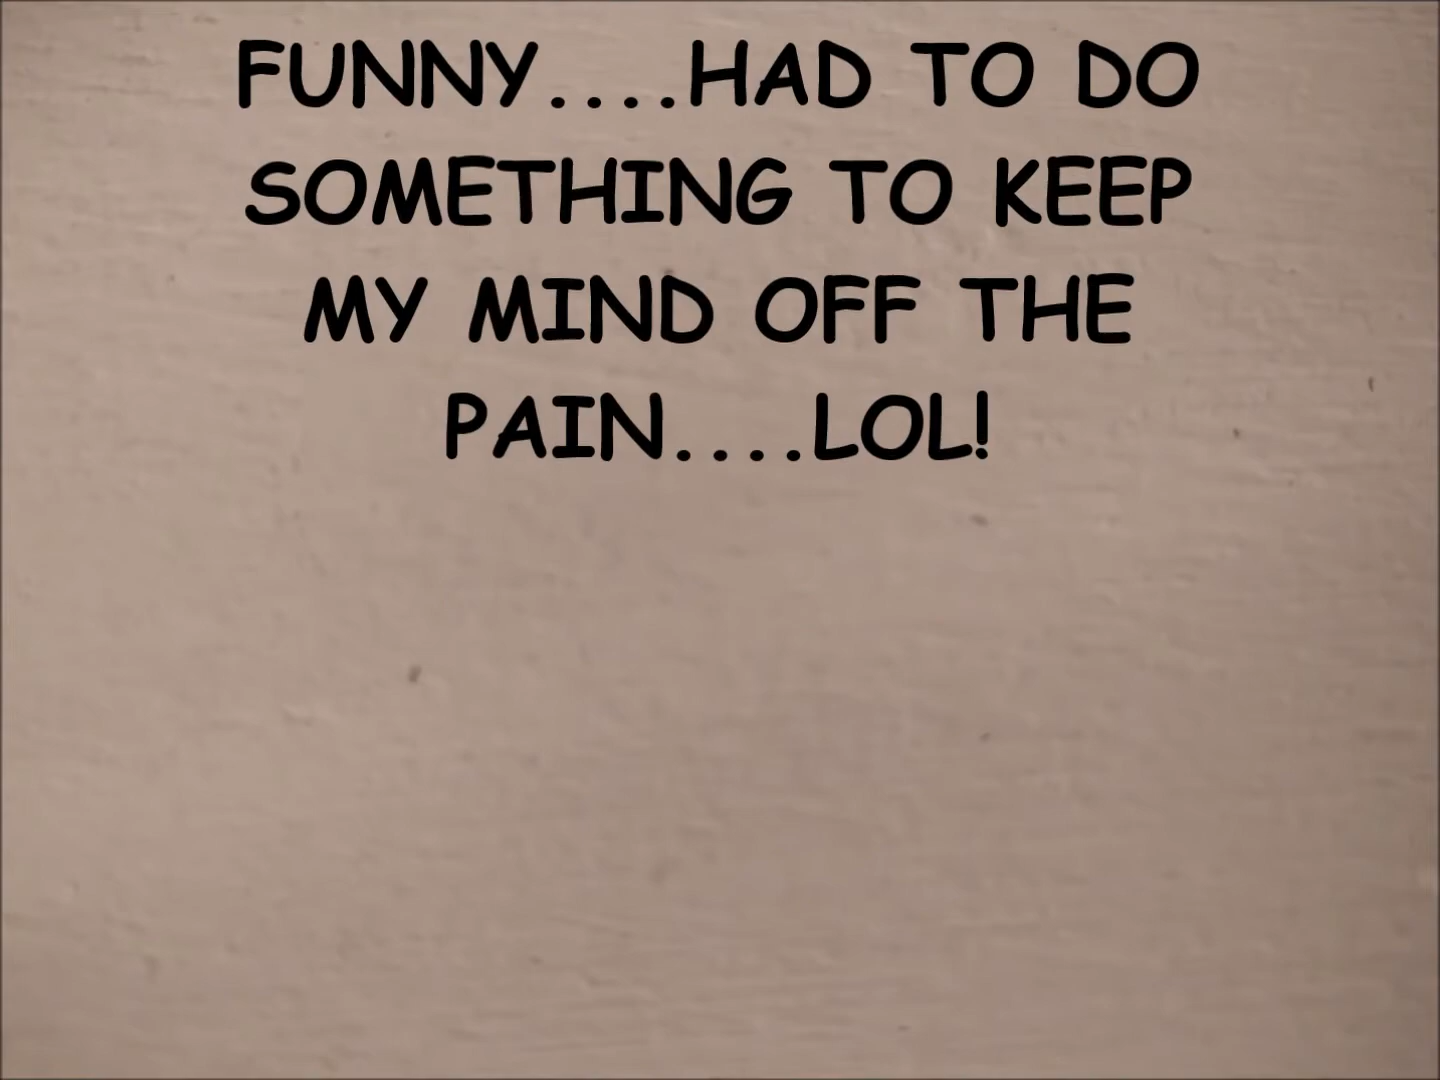 FUNNY....HAD TO DO
SOMETHING TO KEEP
MY MIND OFF THE
PAIN....LOL!